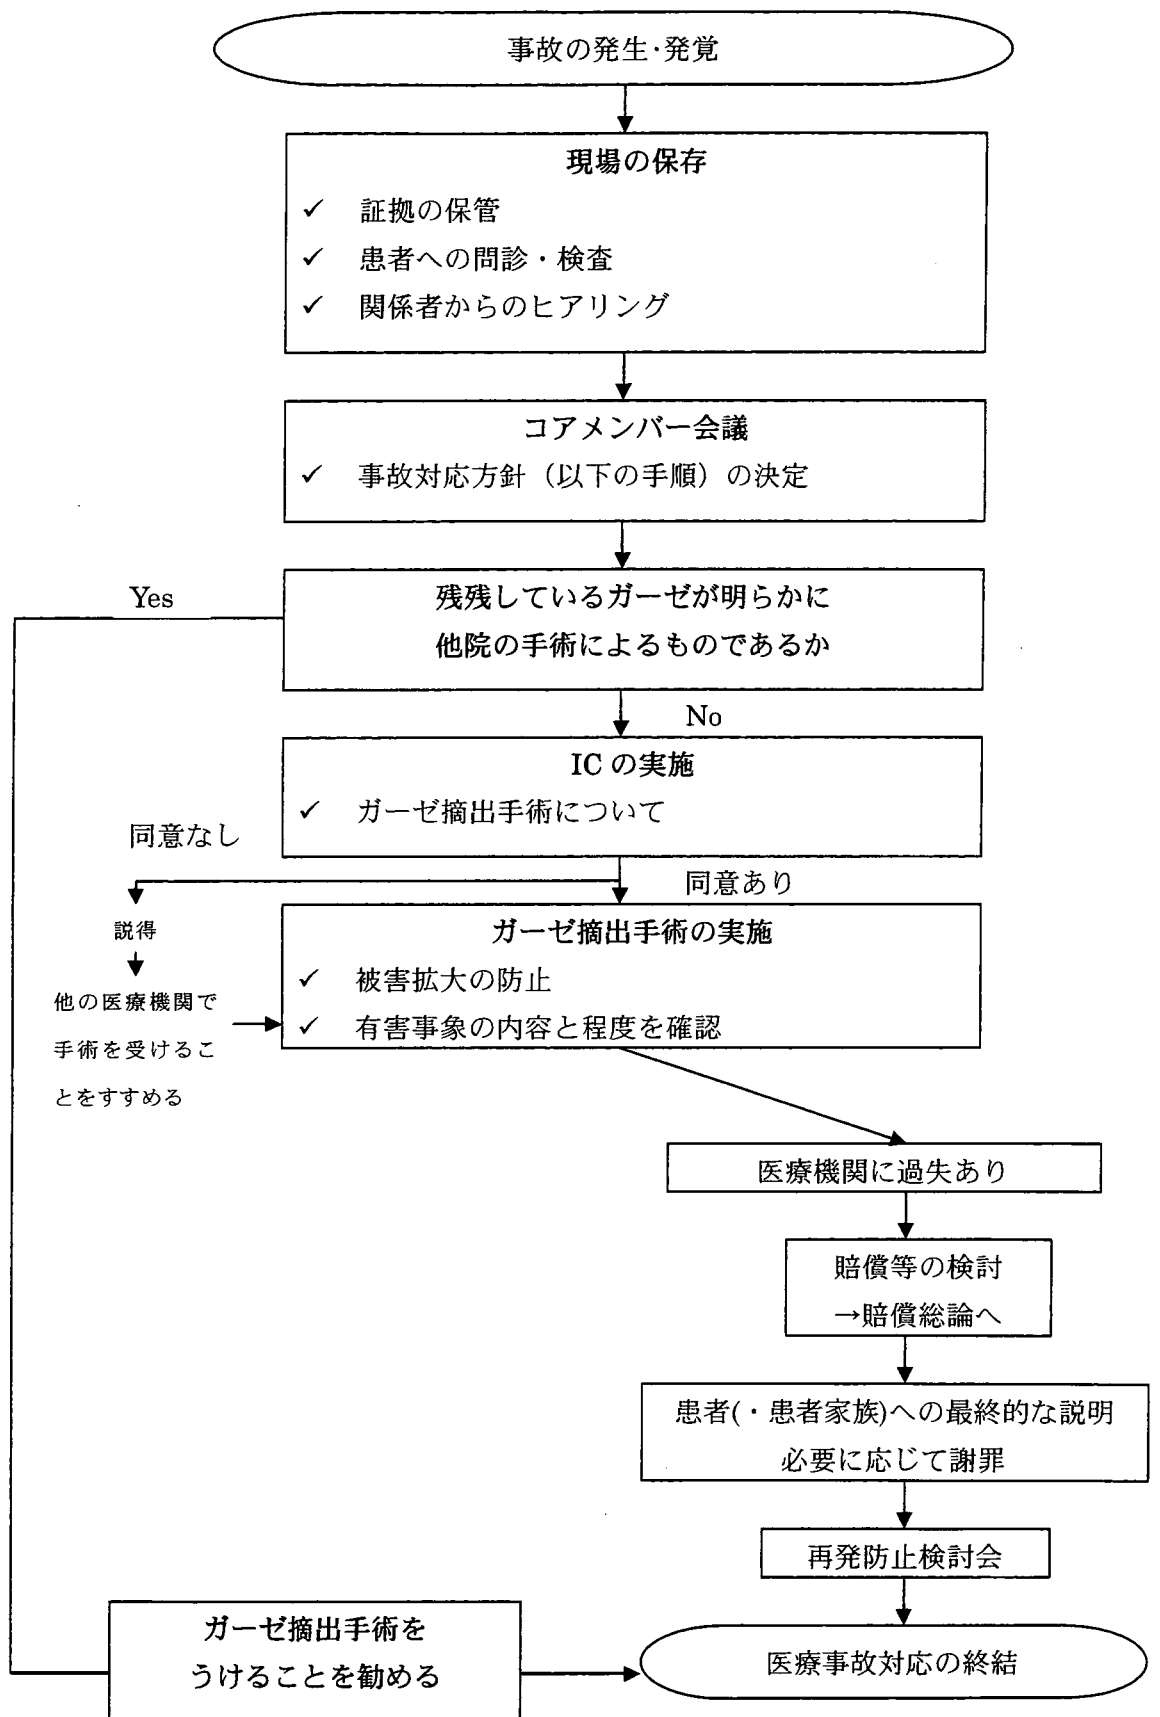 事故の発生・発覚
現場の保存
✓ 証拠の保管
✓ 患者への問診・検査
✓ 関係者からのヒアリング
コアメンバー会議
✓ 事故対応方針（以下の手順）の決定
Yes
残残しているガーゼが明らかに
他院の手術によるものであるか
No
ICの実施
✓ ガーゼ摘出手術について
同意なし
同意あり
説得
他の医療機関で
手術を受けるこ
とをすすめる
ガーゼ摘出手術の実施
✓ 被害拡大の防止
✓ 有害事象の内容と程度を確認
医療機関に過失あり
賠償等の検討
→賠償総論へ
患者(・患者家族)への最終的な説明
必要に応じて謝罪
再発防止検討会
ガーゼ摘出手術を
うけることを勧める
医療事故対応の終結